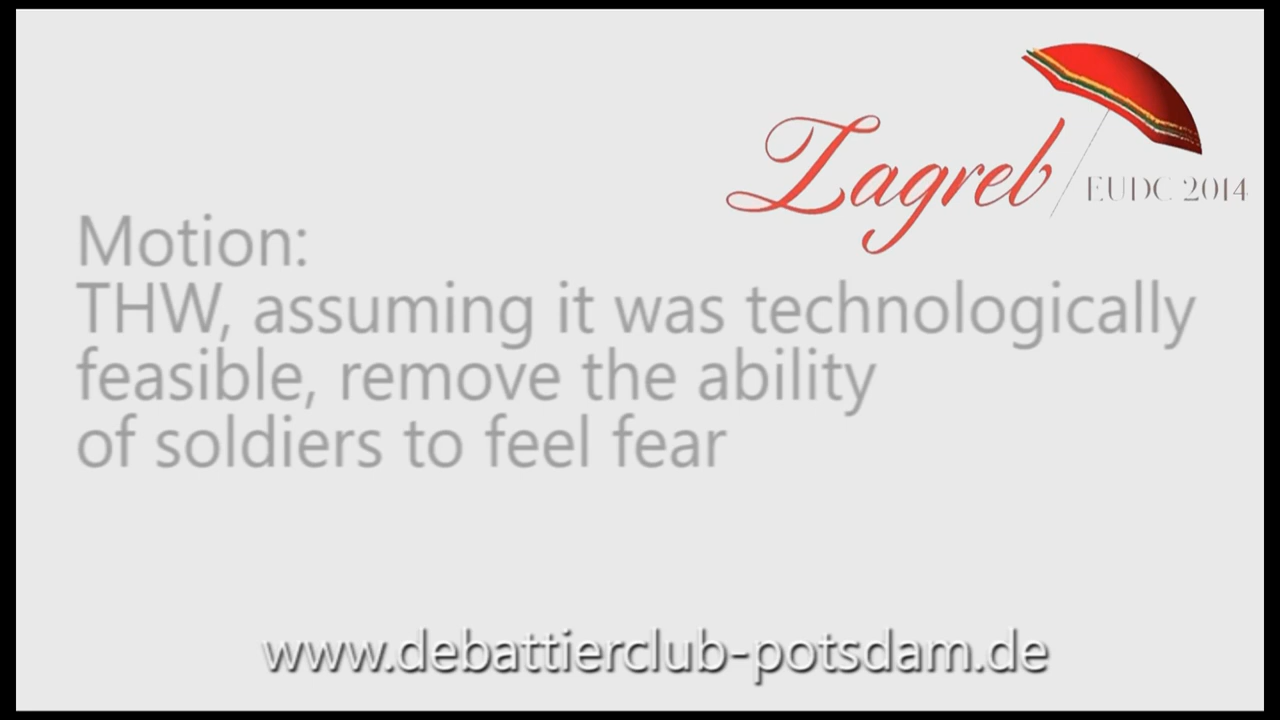 Zagreb EUDC 2014
Motion:
THW, assuming it was technologically
feasible, remove the ability
of soldiers to feel fear
www.debattierclub-potsdam.de